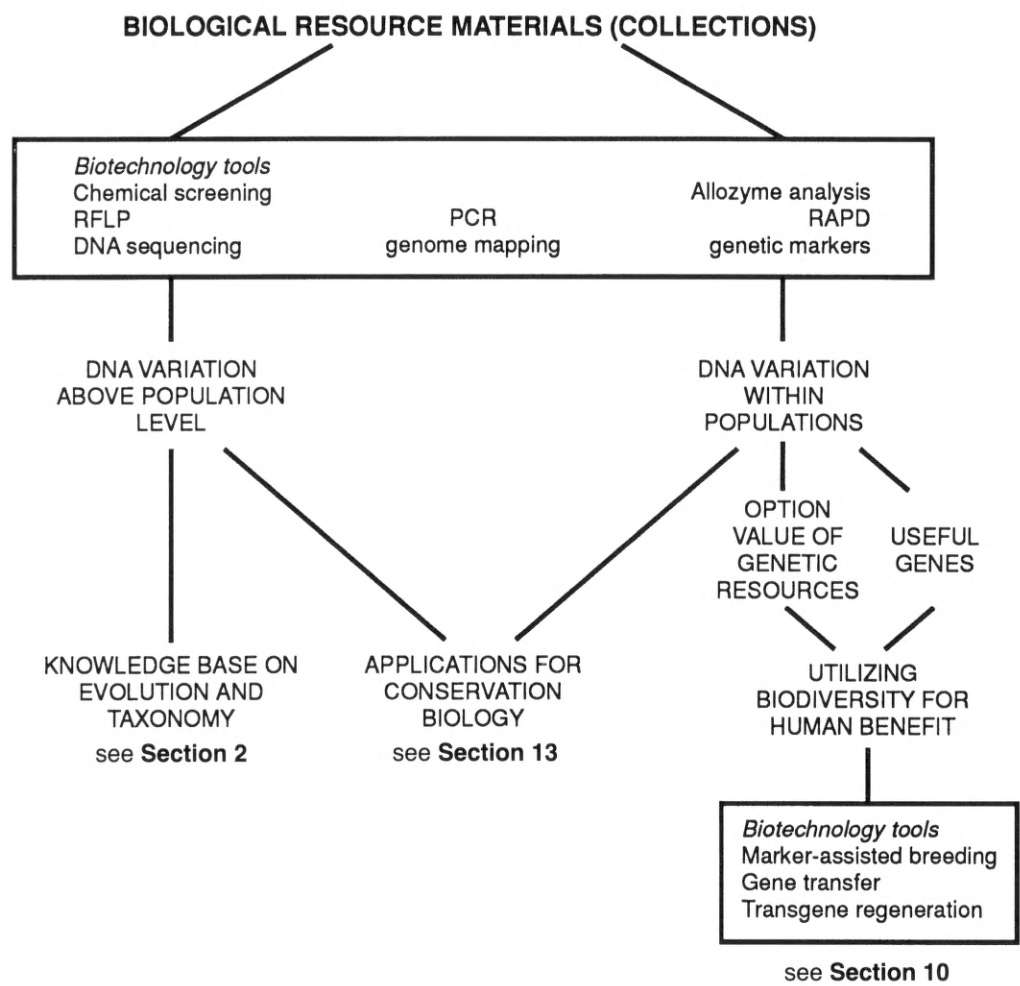 BIOLOGICAL RESOURCE MATERIALS (COLLECTIONS)
Biotechnology tools
Chemical screening
RFLP
DNA sequencing
PCR
genome mapping
Allozyme analysis
RAPD
genetic markers
DNA VARIATION
ABOVE POPULATION
LEVEL
DNA VARIATION
WITHIN
POPULATIONS
OPTION
VALUE OF
GENETIC
RESOURCES
USEFUL
GENES
KNOWLEDGE BASE ON
EVOLUTION AND
TAXONOMY
see Section 2
APPLICATIONS FOR
CONSERVATION
BIOLOGY
see Section 13
UTILIZING
BIODIVERSITY FOR
HUMAN BENEFIT
Biotechnology tools
Marker-assisted breeding
Gene transfer
Transgene regeneration
see Section 10